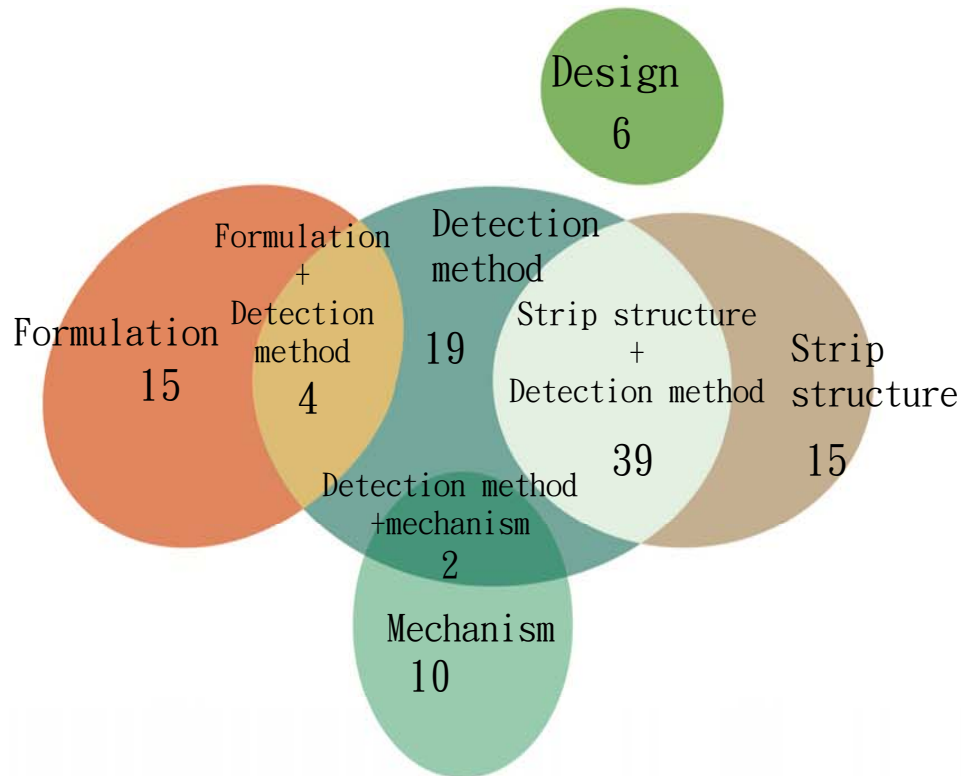 Design
6
Formulation
+
Detection
method
4
Detection
method
19
Strip structure
+
Detection method
39
Formulation
15
Strip
structure
15
Detection method
+mechanism
2
Mechanism
10